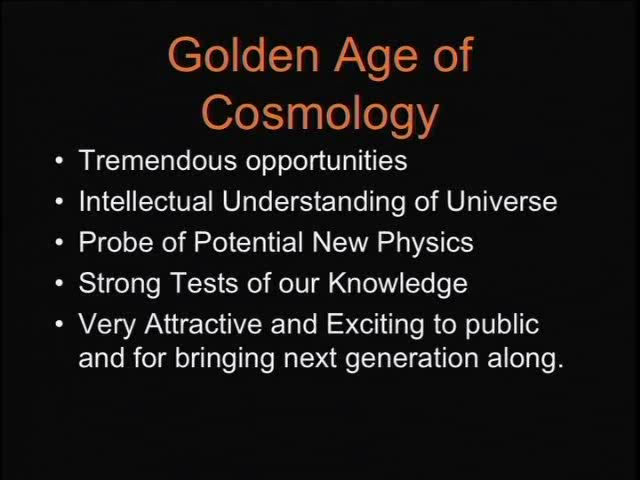 Golden Age of
Cosmology
• Tremendous opportunities
• Intellectual Understanding of Universe
• Probe of Potential New Physics
• Strong Tests of our Knowledge
• Very Attractive and Exciting to public
and for bringing next generation along.